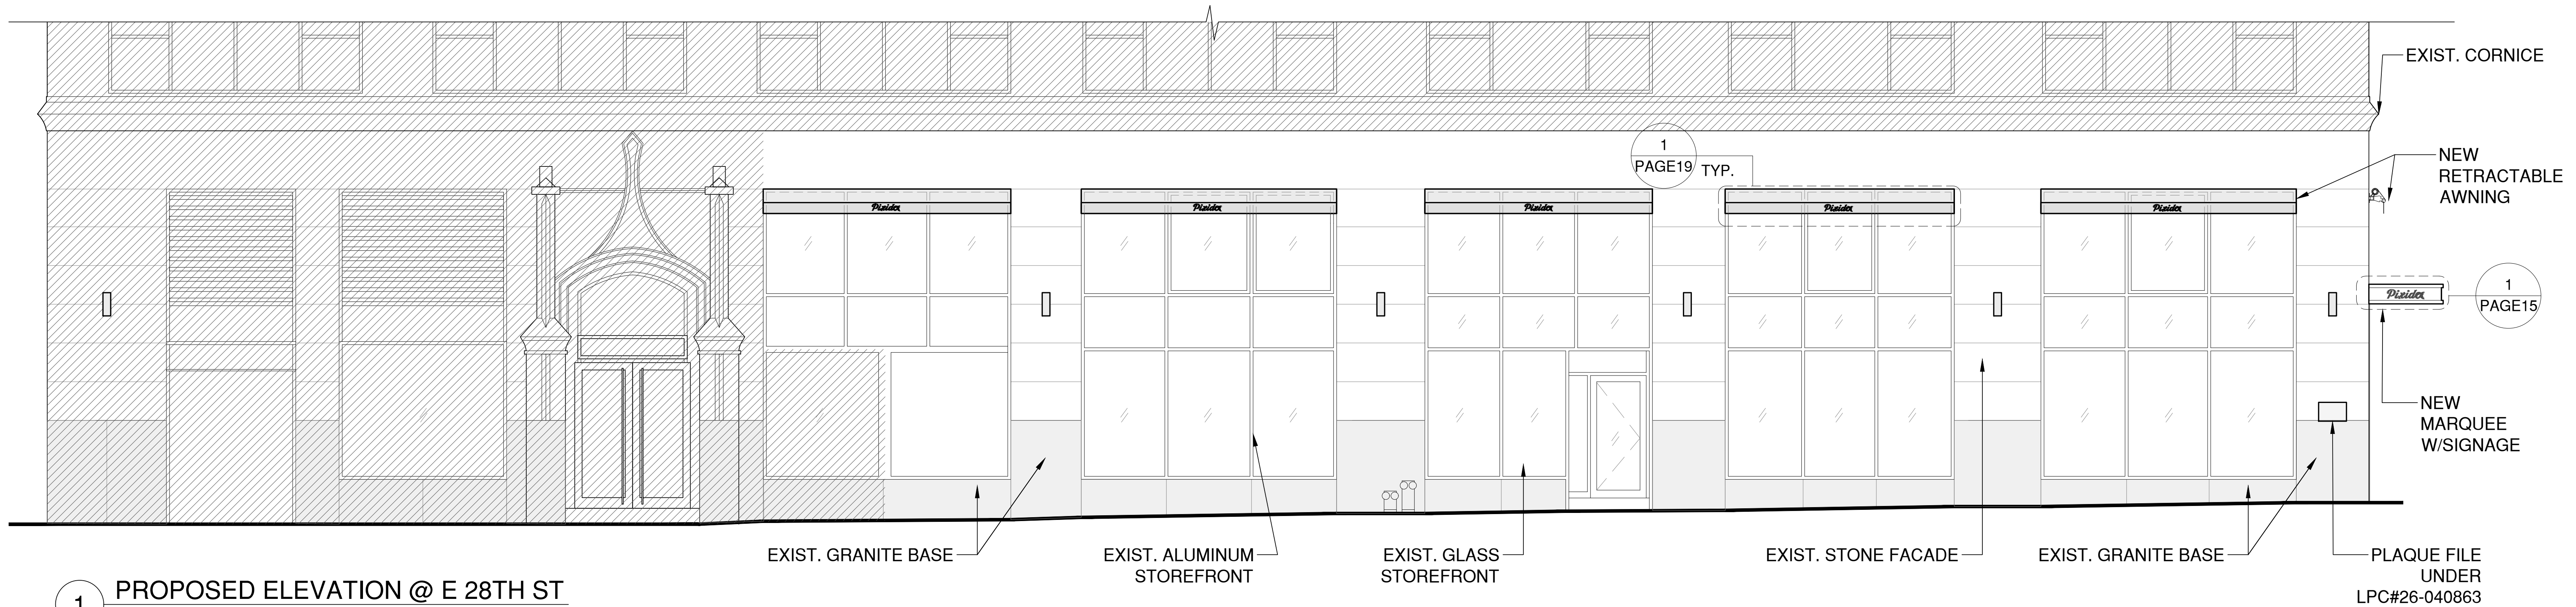 EXIST. CORNICE
1
PAGE19
TYP.
NEW
RETRACTABLE
AWNING
1
PAGE15
NEW
MARQUEE
W/SIGNAGE
EXIST. GRANITE BASE
EXIST. ALUMINUM
STOREFRONT
EXIST. GLASS
STOREFRONT
EXIST. STONE FACADE
EXIST. GRANITE BASE
PLAQUE FILE
UNDER
LPC#26-040863
1
PROPOSED ELEVATION @ E 28TH ST